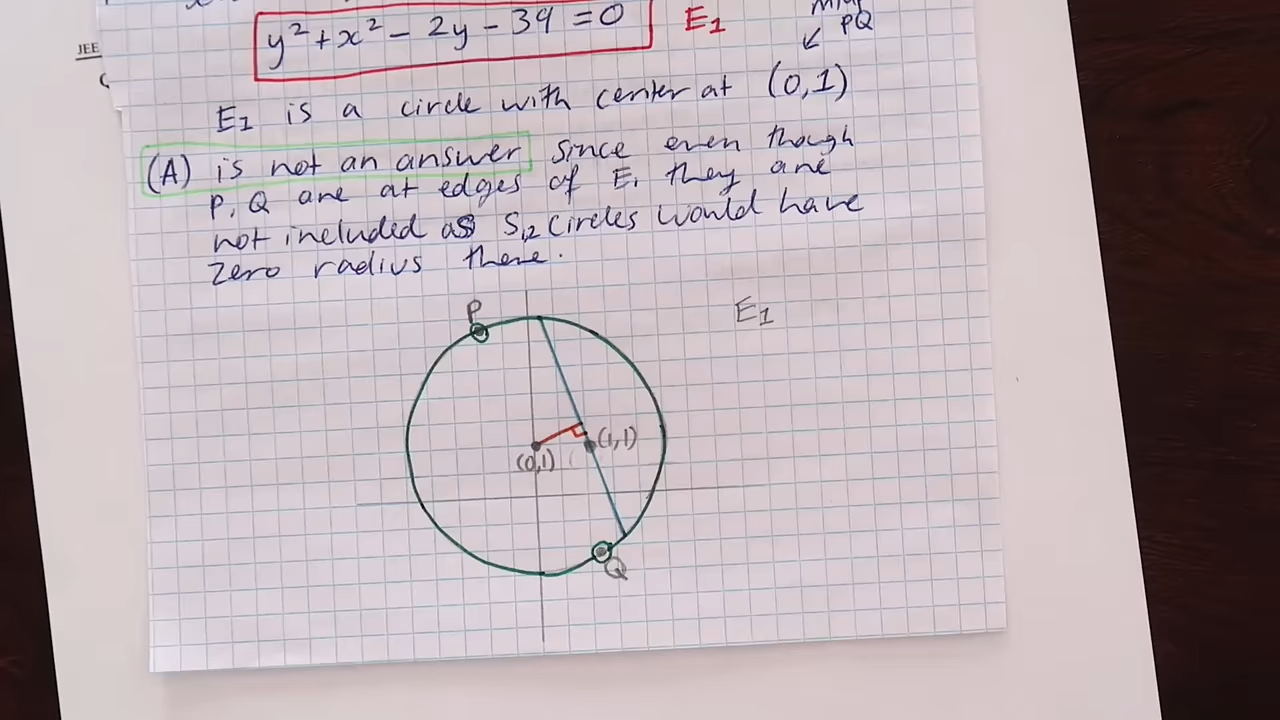 y² + x² - 2y - 39 = 0 E₁
PQ
JEE
E₁ is a circle with center at (0,1)
(A) is not an answer since even though
P, Q are at edges of E₁ they are
not included as S₁,₂ circles would have
zero radius there.
P
E₁
(1,1)
(0,1)
Q